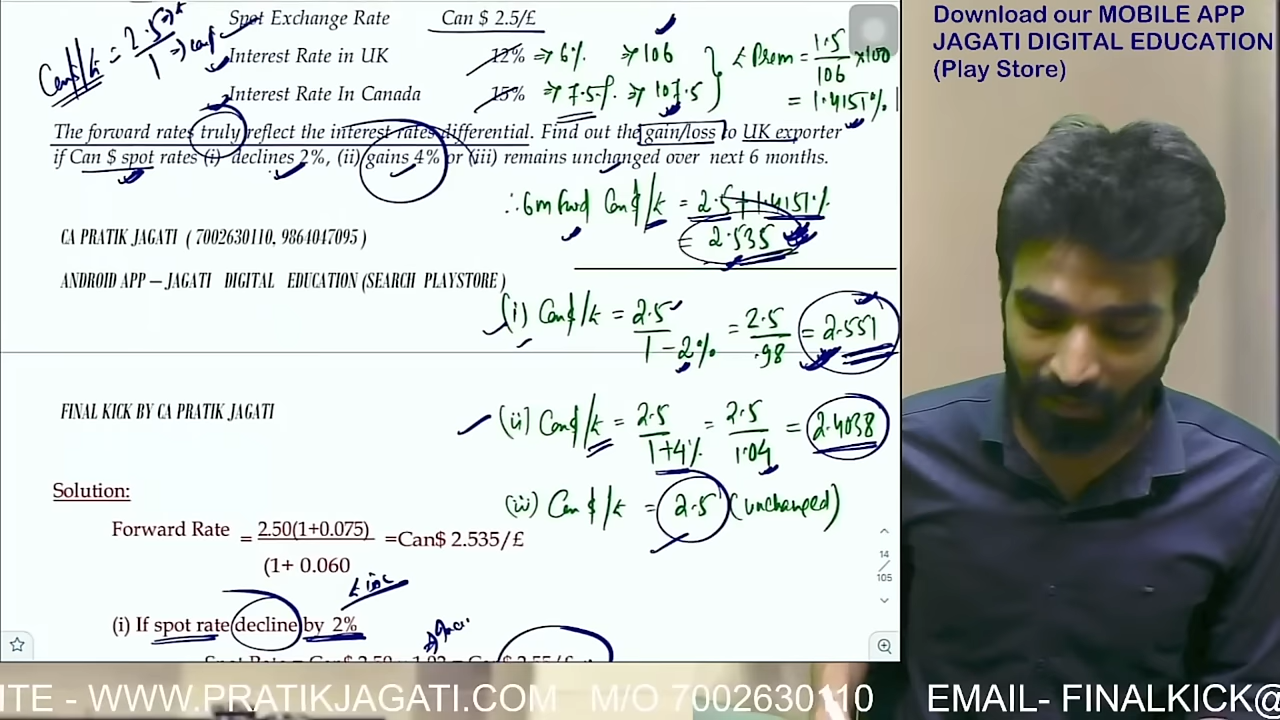 Spot Exchange Rate Can $ 2.5/£
Interest Rate in UK 12% ⇒ 6% ⇒ 106
Interest Rate In Canada 15% ⇒ 7.5% ⇒ 107.5
Can$/£ = 2.5 / 1
£ Prem = 1.5 / 106 × 100
= 1.4151%
The forward rates truly reflect the interest rates differential. Find out the gain/loss to UK exporter
if Can $ spot rates (i) declines 2%, (ii) gains 4% or (iii) remains unchanged over next 6 months.
∴ 6m Fwd Can$/£ = 2.5 + 1.4151%
= 2.535
CA PRATIK JAGATI ( 7002630110, 9864047095 )
ANDROID APP – JAGATI DIGITAL EDUCATION (SEARCH PLAYSTORE )
(i) Can$/£ = 2.5 / 1-2% = 2.5 / .98 = 2.551
FINAL KICK BY CA PRATIK JAGATI
(ii) Can$/£ = 2.5 / 1+4% = 2.5 / 1.04 = 2.4038
(iii) Can $/£ = 2.5 (unchanged)
Solution:
Forward Rate = 2.50(1+0.075) =Can$ 2.535/£
(1+ 0.060
£ inc
(i) If spot rate decline by 2%
14
/
105
Download our MOBILE APP
JAGATI DIGITAL EDUCATION
(Play Store)
ITE - WWW.PRATIKJAGATI.COM M/O 7002630110 EMAIL- FINALKICK@